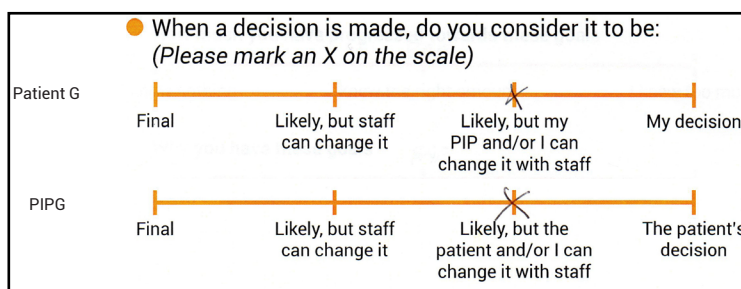 When a decision is made, do you consider it to be:
(Please mark an X on the scale)
Patient G
Final
Likely, but staff
can change it
Likely, but my
PIP and/or I can
change it with staff
My decision
PIPG
Final
Likely, but staff
can change it
Likely, but the
patient and/or I can
change it with staff
The patient's
decision